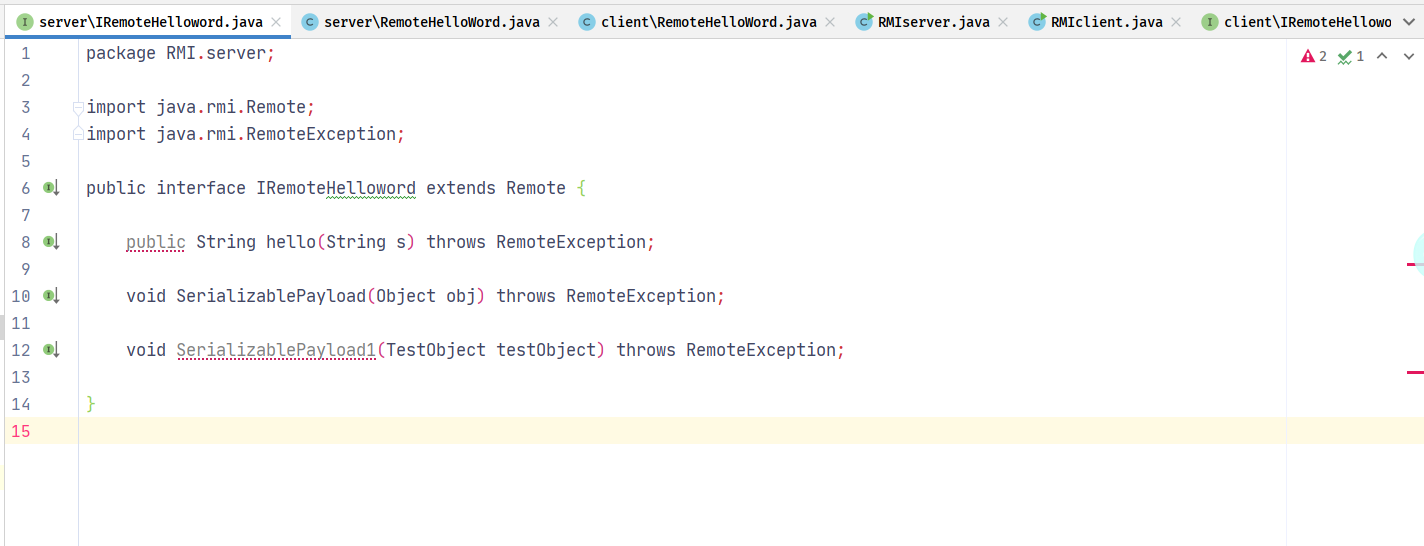 server\IRemoteHelloword.java server\RemoteHelloWord.java client\RemoteHelloWord.java RMIserver.java RMIclient.java client\IRemoteHellowo
1 package RMI.server;
2
3 import java.rmi.Remote;
4 import java.rmi.RemoteException;
5
6 public interface IRemoteHelloword extends Remote {
7
8 public String hello(String s) throws RemoteException;
9
10 void SerializablePayload(Object obj) throws RemoteException;
11
12 void SerializablePayload1(TestObject testObject) throws RemoteException;
13
14 }
15
2 1